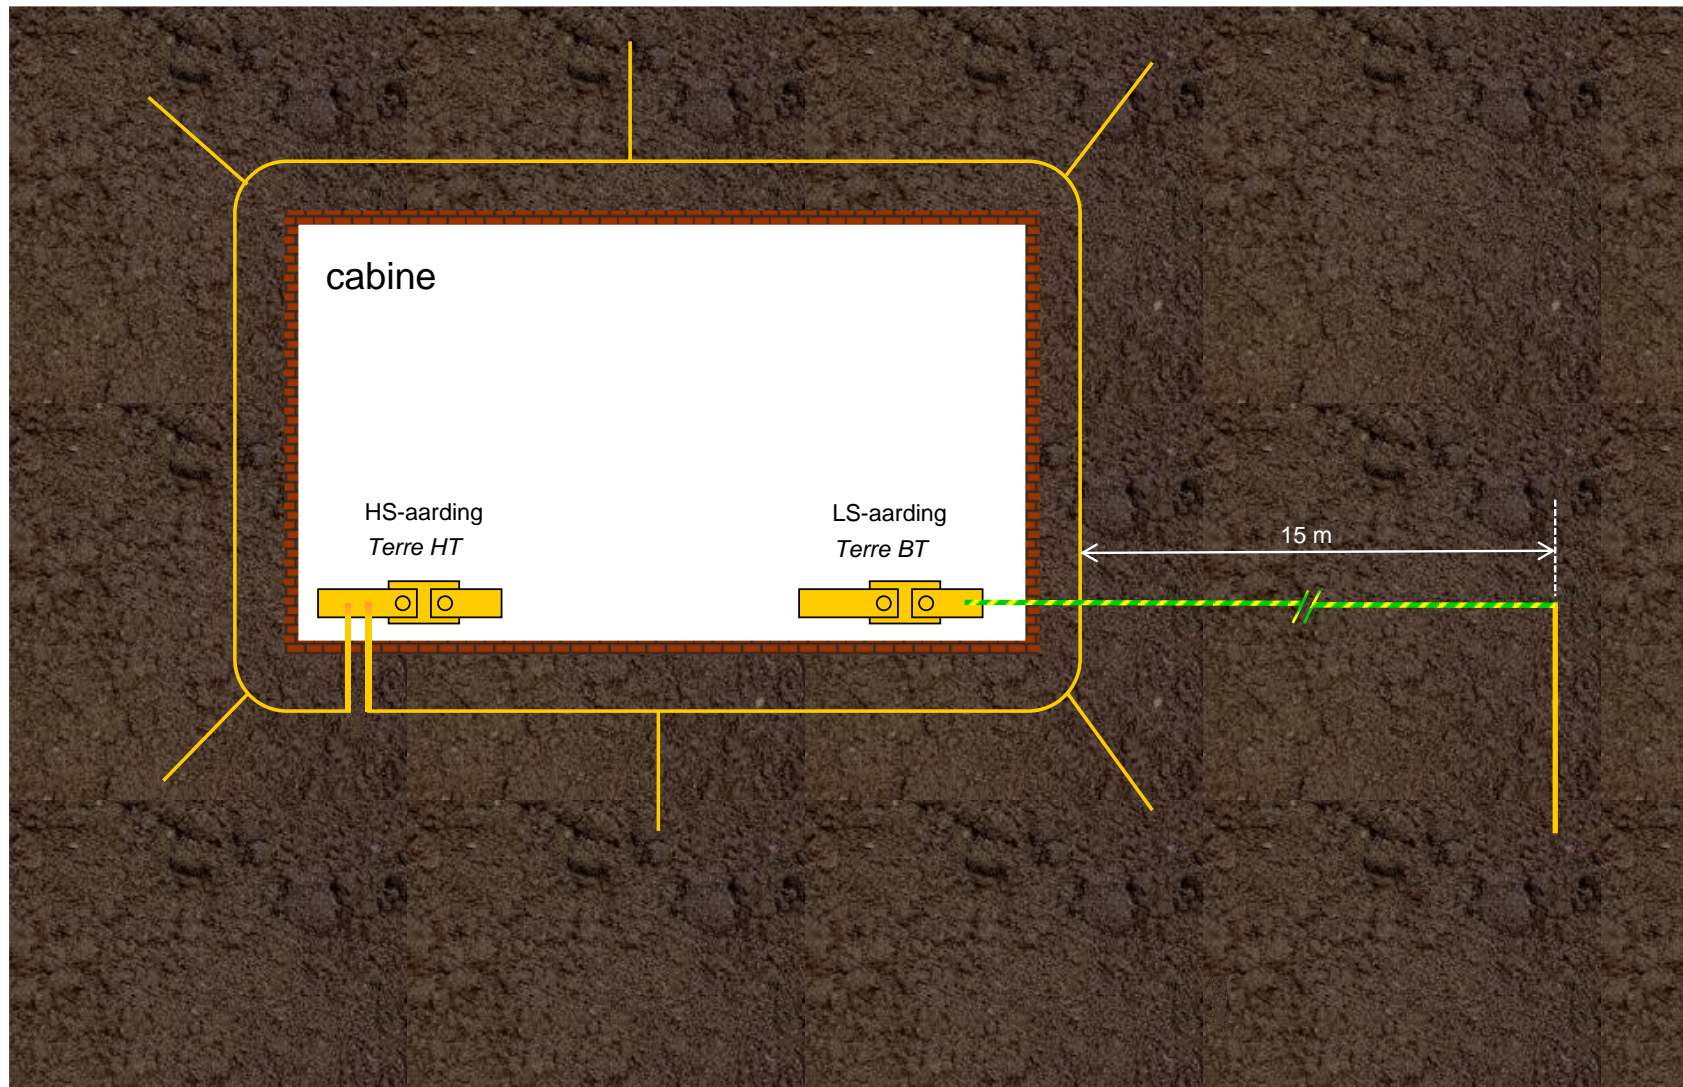 cabine
HS-aarding
Terre HT
LS-aarding
Terre BT
15 m